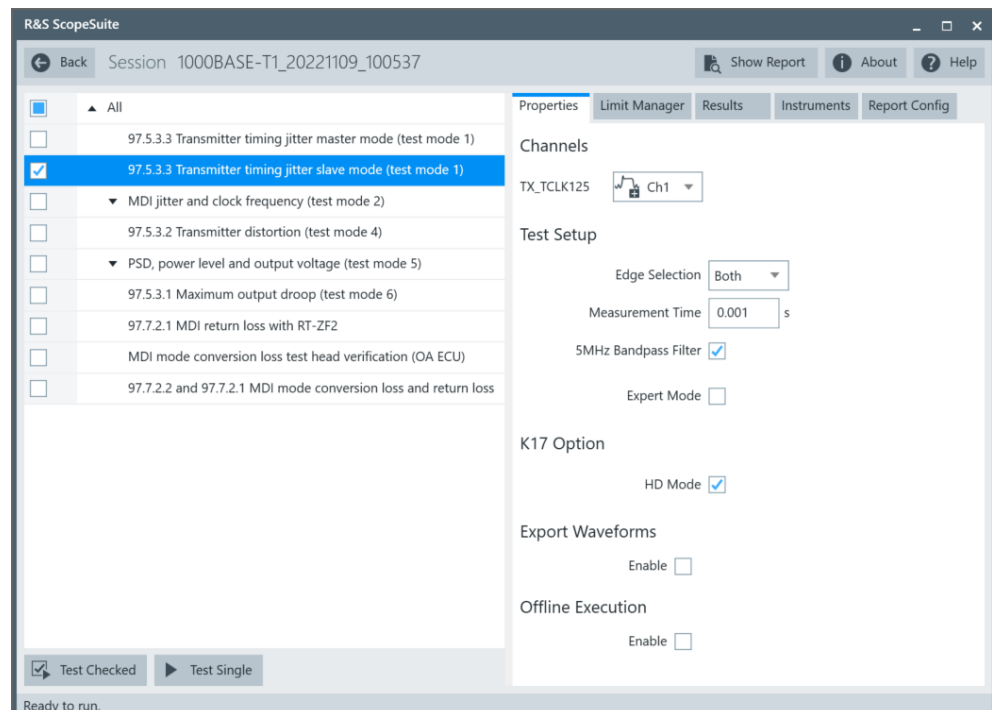 R&S ScopeSuite
Back Session 1000BASE-T1_20221109_100537 Show Report About Help
All
97.5.3.3 Transmitter timing jitter master mode (test mode 1)
97.5.3.3 Transmitter timing jitter slave mode (test mode 1)
MDI jitter and clock frequency (test mode 2)
97.5.3.2 Transmitter distortion (test mode 4)
PSD, power level and output voltage (test mode 5)
97.5.3.1 Maximum output droop (test mode 6)
97.7.2.1 MDI return loss with RT-ZF2
MDI mode conversion loss test head verification (OA ECU)
97.7.2.2 and 97.7.2.1 MDI mode conversion loss and return loss
Test Checked Test Single
Properties Limit Manager Results Instruments Report Config
Channels
TX_TCLK125 Ch1
Test Setup
Edge Selection Both
Measurement Time 0.001 s
5MHz Bandpass Filter
Expert Mode
K17 Option
HD Mode
Export Waveforms
Enable
Offline Execution
Enable
Ready to run.